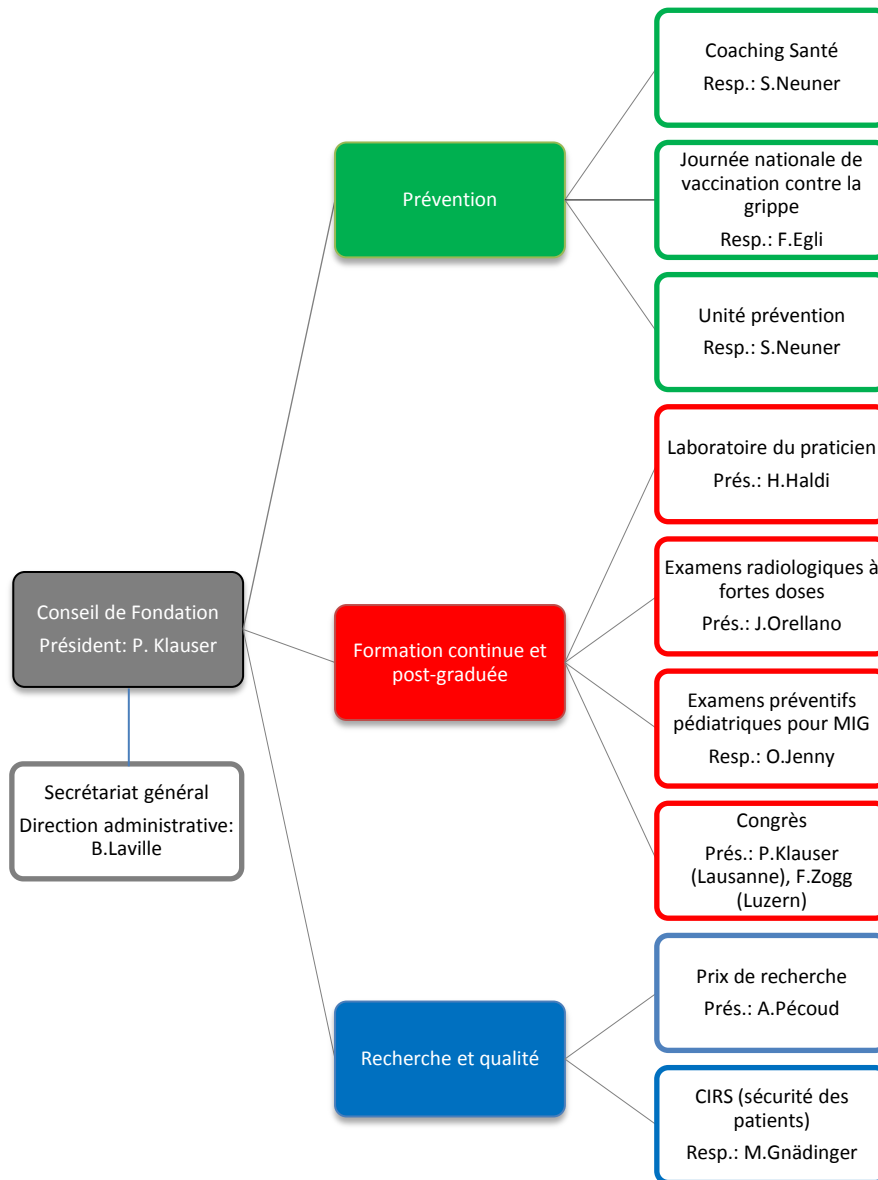 Coaching Santé
Resp.: S.Neuner
Journée nationale de
vaccination contre la
grippe
Resp.: F.Egli
Prévention
Unité prévention
Resp.: S.Neuner
Laboratoire du praticien
Prés.: H.Haldi
Examens radiologiques à
fortes doses
Prés.: J.Orellano
Conseil de Fondation
Président: P. Klauser
Formation continue et
post-graduée
Examens préventifs
pédiatriques pour MIG
Resp.: O.Jenny
Secrétariat général
Direction administrative:
B.Laville
Congrès
Prés.: P.Klauser
(Lausanne), F.Zogg
(Luzern)
Prix de recherche
Prés.: A.Pécoud
Recherche et qualité
CIRS (sécurité des
patients)
Resp.: M.Gnädinger